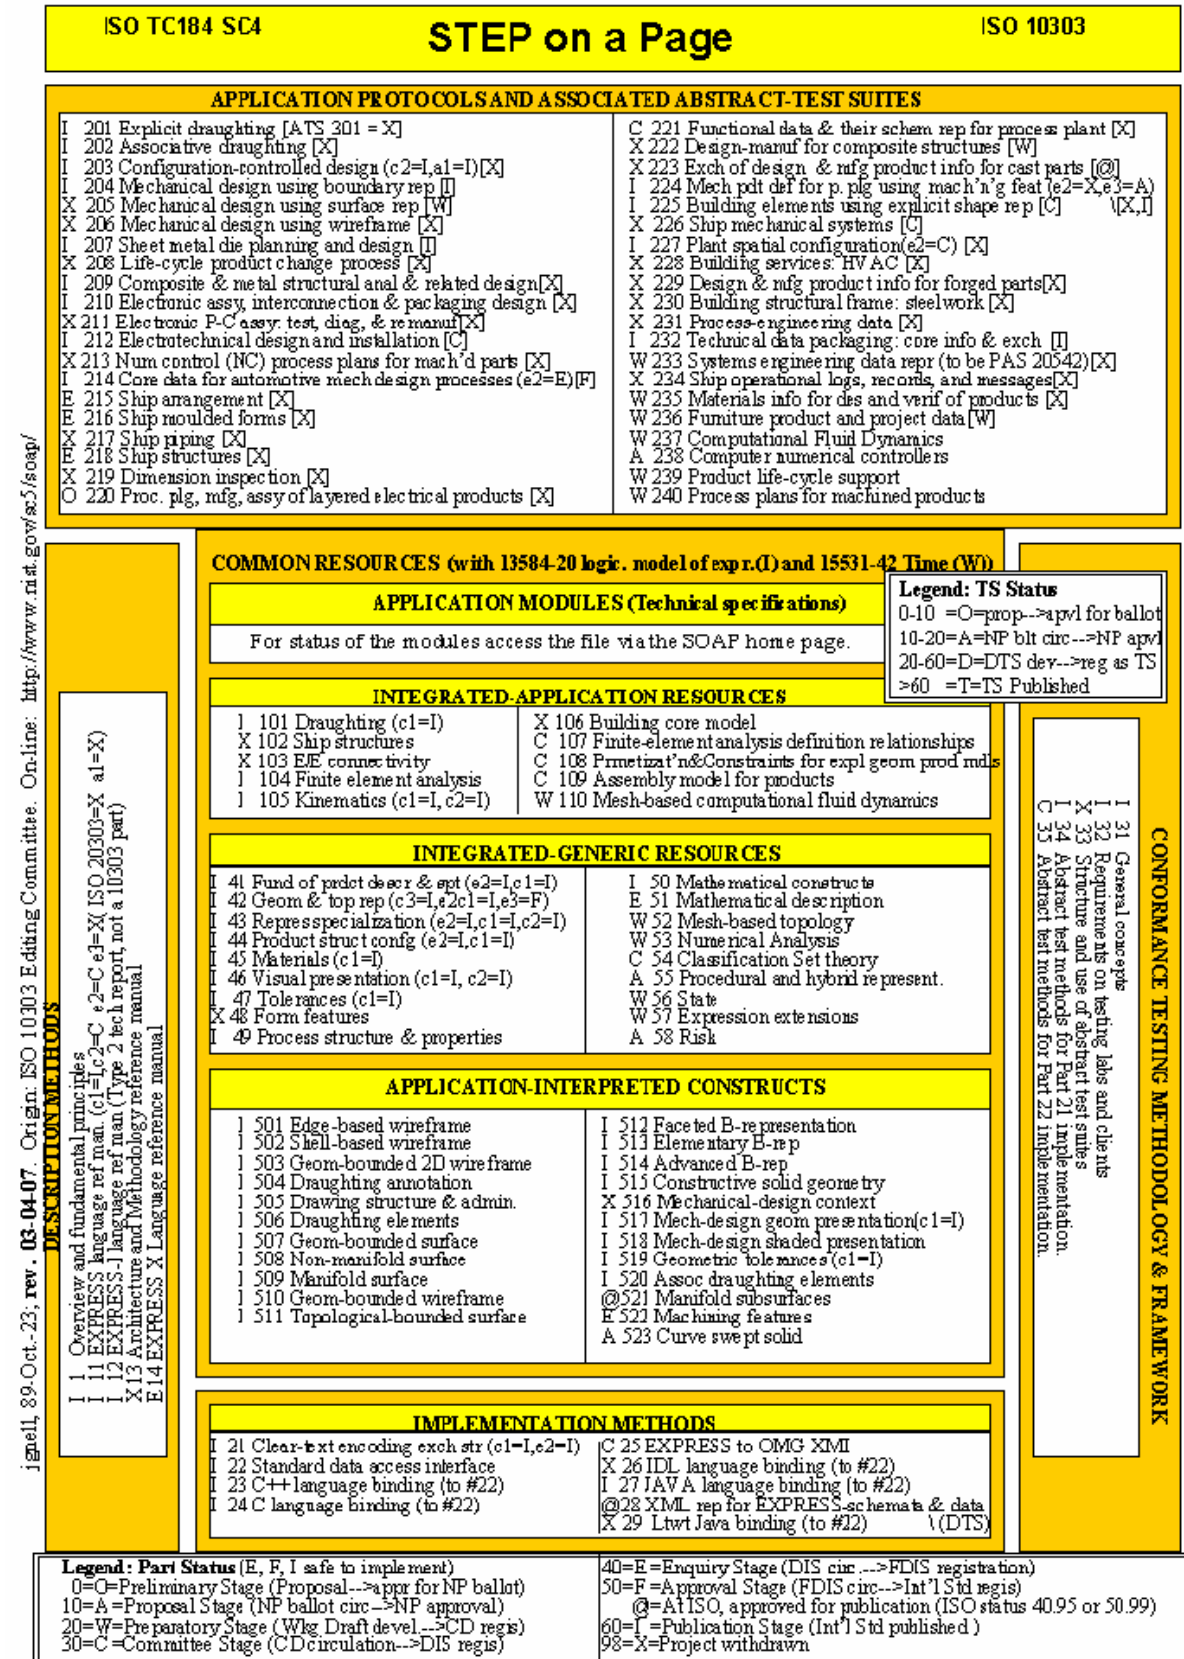 ISO TC184 SC4
STEP on a Page
ISO 10303
APPLICATION PROTOCOLS AND ASSOCIATED ABSTRACT-TEST SUITES
I 201 Explicit draughting [ATS 301 = X]
I 202 Associative draughting [X]
I 203 Configuration-controlled design (c2=I,a1=I)[X]
I 204 Mechanical design using boundary rep [I]
X 205 Mechanical design using surface rep [W]
X 206 Mechanical design using wireframe [X]
I 207 Sheet metal die planning and design [I]
X 208 Life-cycle product change process [X]
I 209 Composite & metal structural anal & related design[X]
I 210 Electronic assy, interconnection & packaging design [X]
X 211 Electronic P-C assy: test, diag, & remanuf[X]
I 212 Electrotechnical design and installation [C]
X 213 Num control (NC) process plans for mach'd parts [X]
I 214 Core data for automotive mech design processes (e2=E)[F]
E 215 Ship arrangement [X]
E 216 Ship moulded forms [X]
X 217 Ship piping [X]
E 218 Ship structures [X]
X 219 Dimension inspection [X]
O 220 Proc. plg, mfg, assy of layered electrical products [X]
C 221 Functional data & their schem rep for process plant [X]
X 222 Design-manuf for composite structures [W]
X 223 Exch of design & mfg product info for cast parts [@]
I 224 Mech pdt def for p. plg using mach'n'g feat (e2=X,e3=A)
I 225 Building elements using explicit shape rep [C] \[X,I]
X 226 Ship mechanical systems [C]
I 227 Plant spatial configuration(e2=C) [X]
X 228 Building services: HVAC [X]
X 229 Design & mfg product info for forged parts[X]
X 230 Building structural frame: steelwork [X]
X 231 Process-engineering data [X]
I 232 Technical data packaging: core info & exch [I]
W 233 Systems engineering data repr (to be PAS 20542)[X]
X 234 Ship operational logs, records, and messages[X]
W 235 Materials info for des and verif of products [X]
W 236 Furniture product and project data[W]
W 237 Computational Fluid Dynamics
A 238 Computer numerical controllers
W 239 Product life-cycle support
W 240 Process plans for machined products
jgnell, 89-Oct.-23; rev. 03-04-07. Origin: ISO 10303 Editing Committee. On-line: http://www.nist.gov/sc5/soap/
DESCRIPTION METHODS
I 1 Overview and fundamental principles
I 11 EXPRESS language ref man. (c1=I,c2=C e2=C e3=X( ISO 20303=X a1=X)
I 12 EXPRESS-I language ref man (Type 2 tech report, not a 10303 part)
X 13 Architecture and Methodology reference manual
E 14 EXPRESS X Language reference manual
COMMON RESOURCES (with 13584-20 logic. model of expr.(I) and 15531-42 Time (W))
APPLICATION MODULES (Technical specifications)
For status of the modules access the file via the SOAP home page.
Legend: TS Status
0-10 =O=prop-->apvl for ballot
10-20=A=NP blt circ--->NP apvl
20-60=D=DTS dev-->reg as TS
>60 =T=TS Published
INTEGRATED-APPLICATION RESOURCES
I 101 Draughting (c1=I)
X 102 Ship structures
X 103 E/E connectivity
I 104 Finite element analysis
I 105 Kinematics (c1=I, c2=I)
X 106 Building core model
C 107 Finite-element analysis definition relationships
C 108 Prmetizat'n&Constraints for expl geom prod mdls
C 109 Assembly model for products
W 110 Mesh-based computational fluid dynamics
INTEGRATED-GENERIC RESOURCES
I 41 Fund of prdct descr & spt (e2=I,c1=I)
I 42 Geom & top rep (c3=I,e2c1=I,e3=F)
I 43 Repres specialization (e2=I,c1=I,c2=I)
I 44 Product struct confg (e2=I,c1=I)
I 45 Materials (c1=I)
I 46 Visual presentation (c1=I, c2=I)
I 47 Tolerances (c1=I)
X 48 Form features
I 49 Process structure & properties
I 50 Mathematical constructs
E 51 Mathematical description
W 52 Mesh-based topology
W 53 Numerical Analysis
C 54 Classification Set theory
A 55 Procedural and hybrid represent.
W 56 State
W 57 Expression extensions
A 58 Risk
APPLICATION-INTERPRETED CONSTRUCTS
I 501 Edge-based wireframe
I 502 Shell-based wireframe
I 503 Geom-bounded 2D wireframe
I 504 Draughting annotation
I 505 Drawing structure & admin.
I 506 Draughting elements
I 507 Geom-bounded surface
I 508 Non-manifold surface
I 509 Manifold surface
I 510 Geom-bounded wireframe
I 511 Topological-bounded surface
I 512 Faceted B-representation
I 513 Elementary B-rep
I 514 Advanced B-rep
I 515 Constructive solid geometry
X 516 Mechanical-design context
I 517 Mech-design geom presentation(c1=I)
I 518 Mech-design shaded presentation
I 519 Geometric tolerances (c1=I)
I 520 Assoc draughting elements
@521 Manifold subsurfaces
E 522 Machining features
A 523 Curve swept solid
CONFORMANCE TESTING METHODOLOGY & FRAMEWORK
I 31 General concepts
I 32 Requirements on testing labs and clients
X 33 Structure and use of abstract test suites
I 34 Abstract test methods for Part 21 implementation.
C 35 Abstract test methods for Part 22 implementation.
IMPLEMENTATION METHODS
I 21 Clear-text encoding exch str (c1=I,e2=I)
I 22 Standard data access interface
I 23 C++ language binding (to #22)
I 24 C language binding (to #22)
C 25 EXPRESS to OMG XMI
X 26 IDL language binding (to #22)
I 27 JAVA language binding (to #22)
@28 XML rep for EXPRESS-schemata & data
X 29 Ltwt Java binding (to #22) \(DTS)
Legend: Part Status (E, F, I safe to implement)
0=O=Preliminary Stage (Proposal-->appr for NP ballot)
10=A=Proposal Stage (NP ballot circ-->NP approval)
20=W=Preparatory Stage (Wkg Draft devel.-->CD regis)
30=C=Committee Stage (CD circulation-->DIS regis)
40=E=Enquiry Stage (DIS circ.--->FDIS registration)
50=F=Approval Stage (FDIS circ-->Int'l Std regis)
@=At ISO, approved for publication (ISO status 40.95 or 50.99)
60=I =Publication Stage (Int'l Std published )
98=X=Project withdrawn